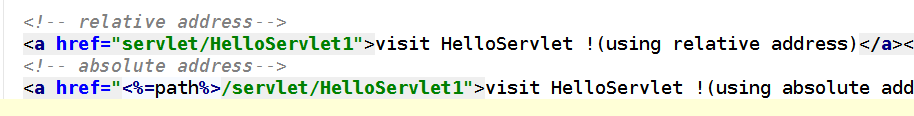 <!-- relative address-->
<a href="servlet/HelloServlet1">visit HelloServlet !(using relative address)</a><
<!-- absolute address-->
<a href="<%=path%>/servlet/HelloServlet1">visit HelloServlet !(using absolute add